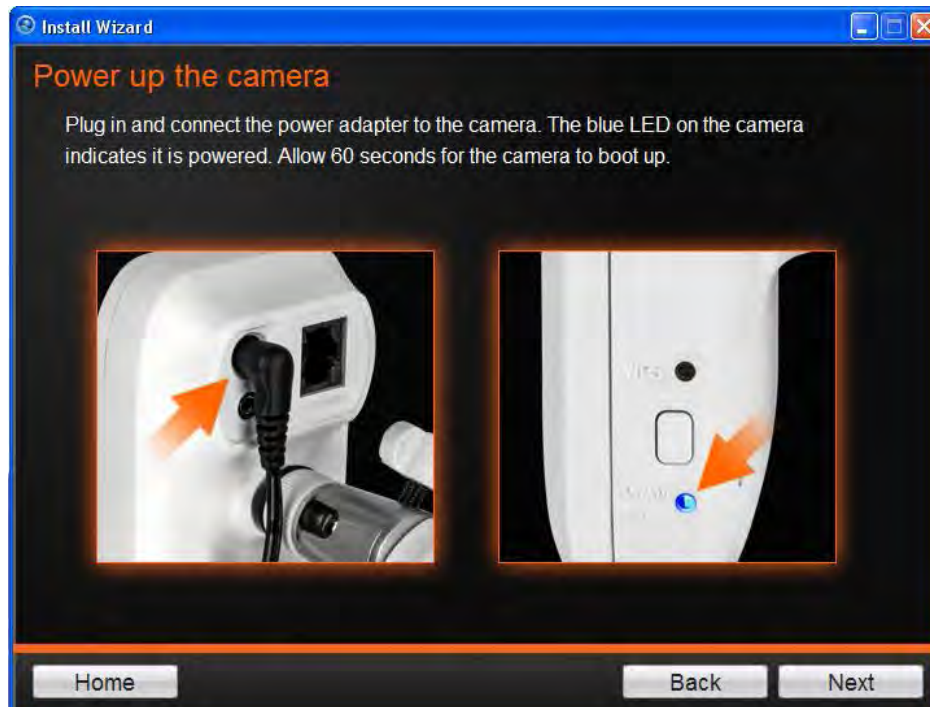 Install Wizard
Power up the camera
Plug in and connect the power adapter to the camera. The blue LED on the camera
indicates it is powered. Allow 60 seconds for the camera to boot up.
Home
Back
Next